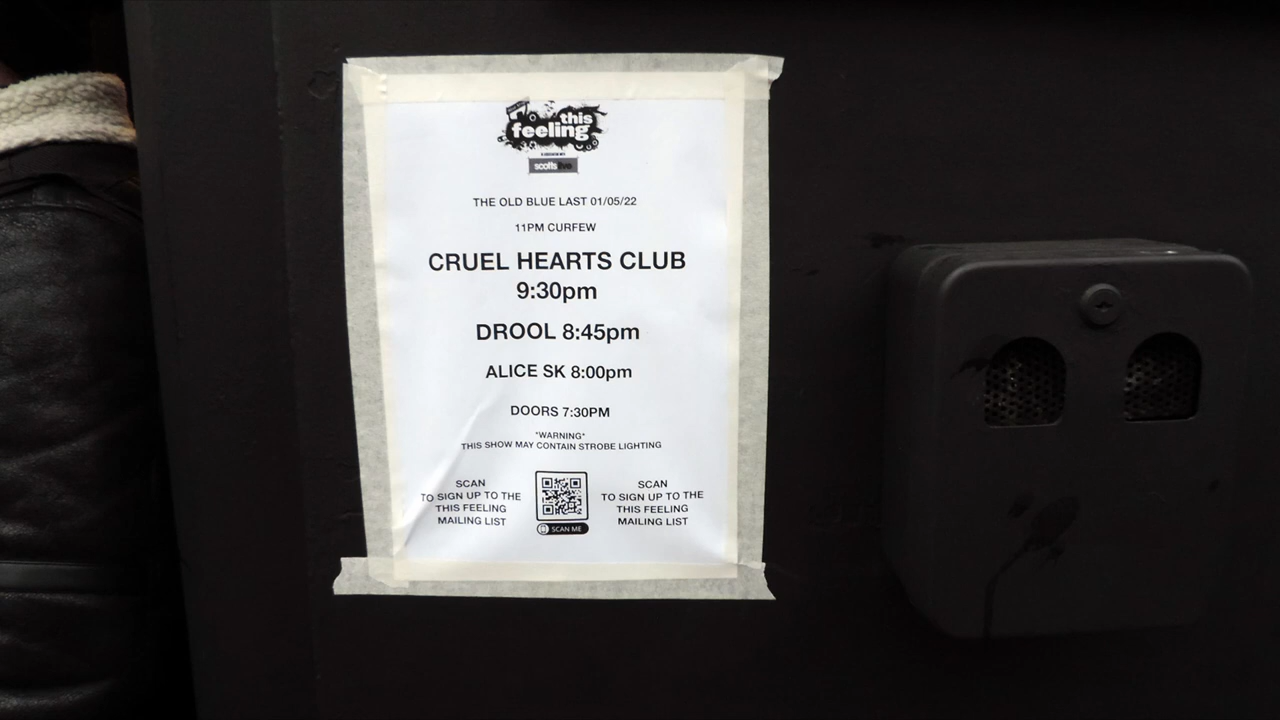 this
feeling
scottslive
THE OLD BLUE LAST 01/05/22
11PM CURFEW
CRUEL HEARTS CLUB
9:30pm
DROOL 8:45pm
ALICE SK 8:00pm
DOORS 7:30PM
*WARNING*
THIS SHOW MAY CONTAIN STROBE LIGHTING
SCAN
TO SIGN UP TO THE
THIS FEELING
MAILING LIST
SCAN ME
SCAN
TO SIGN UP TO THE
THIS FEELING
MAILING LIST